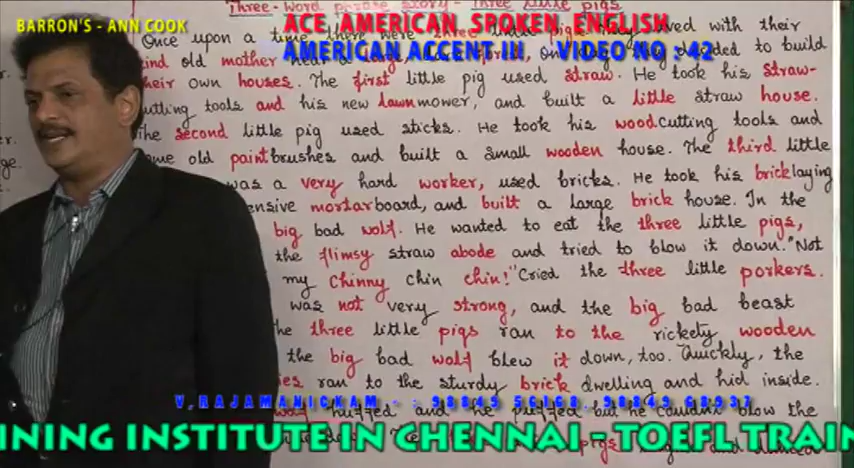 BARRON'S - ANN COOK
ACE AMERICAN SPOKEN ENGLISH
AMERICAN ACCENT III VIDEO NO : 42
Three-Word phrase story - Three little pigs
Once upon a time there were three little pigs. They lived with their
kind old mother near a large, dark forest. One day they decided to build
their own houses. The first little pig used straw. He took his straw-
cutting tools and his new lawnmower, and built a little straw house.
The second little pig used sticks. He took his woodcutting tools and
some old paintbrushes and built a small wooden house. The third little
was a very hard worker, used bricks. He took his bricklaying
mortarboard, and built a large brick house. In the
big bad wolf. He wanted to eat the three little pigs,
the flimsy straw abode and tried to blow it down. "Not
my chinny chin chin!" Cried the three little porkers.
was not very strong, and the big bad beast
the three little pigs ran to the rickety wooden
the big bad wolf blew it down, too. Quickly, the
ran to the sturdy brick dwelling and hid inside.
huffed and he puffed but he couldn't blow the
pigs
V.RAJAMANICKAM - : 98849 56168, 98849 68937
INING INSTITUTE IN CHENNAI - TOEFL TRAIN